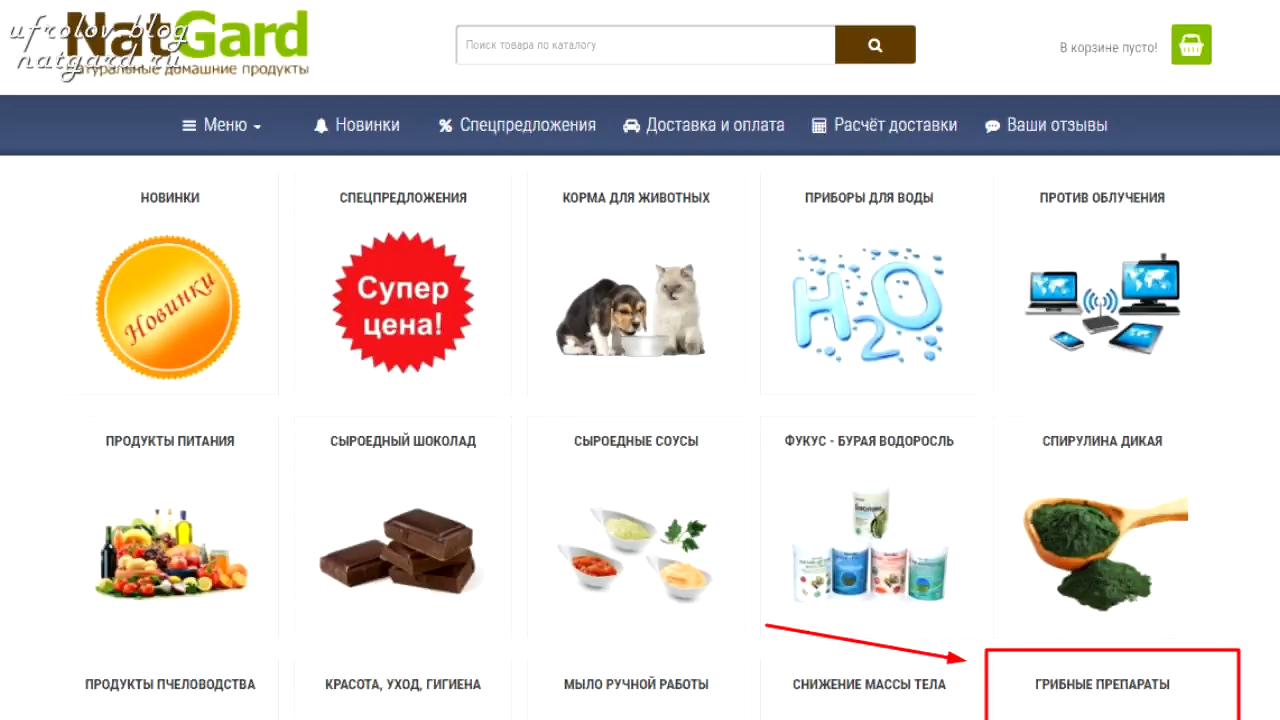 ufrolov.blog
natgard.ru
NatGard
натуральные домашние продукты
Поиск товара по каталогу
В корзине пусто!
Меню
Новинки
Спецпредложения
Доставка и оплата
Расчёт доставки
Ваши отзывы
НОВИНКИ
СПЕЦПРЕДЛОЖЕНИЯ
КОРМА ДЛЯ ЖИВОТНЫХ
ПРИБОРЫ ДЛЯ ВОДЫ
ПРОТИВ ОБЛУЧЕНИЯ
Новинки
Супер
цена!
H2O
ПРОДУКТЫ ПИТАНИЯ
СЫРОЕДНЫЙ ШОКОЛАД
СЫРОЕДНЫЕ СОУСЫ
ФУКУС - БУРАЯ ВОДОРОСЛЬ
СПИРУЛИНА ДИКАЯ
ПРОДУКТЫ ПЧЕЛОВОДСТВА
КРАСОТА, УХОД, ГИГИЕНА
МЫЛО РУЧНОЙ РАБОТЫ
СНИЖЕНИЕ МАССЫ ТЕЛА
ГРИБНЫЕ ПРЕПАРАТЫ